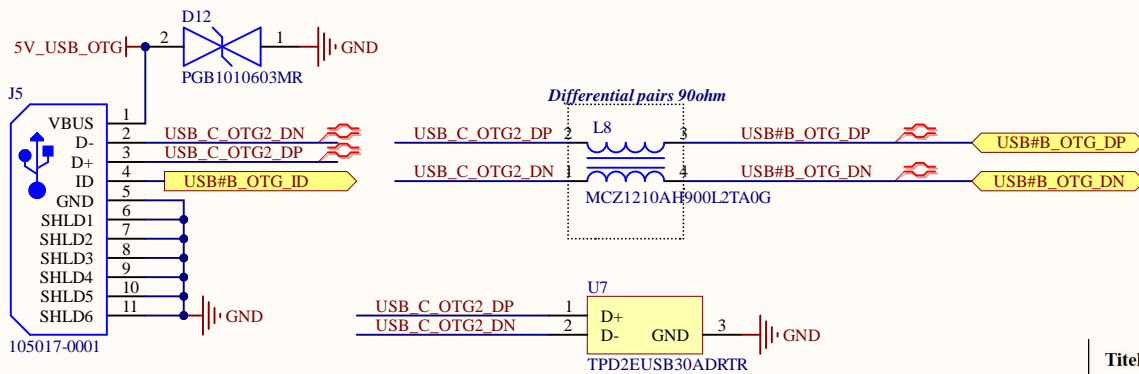 D12
5V_USB_OTG 2 1 GND
PGB1010603MR
J5
Differential pairs 90ohm
VBUS 1
D- 2 USB_C_OTG2_DN
D+ 3 USB_C_OTG2_DP
ID 4 USB#B_OTG_ID
GND 5
SHLD1 6
SHLD2 7
SHLD3 8
SHLD4 9
SHLD5 10
SHLD6 11 GND
105017-0001
L8
USB_C_OTG2_DP 2 3 USB#B_OTG_DP USB#B_OTG_DP
USB_C_OTG2_DN 1 4 USB#B_OTG_DN USB#B_OTG_DN
MCZ1210AH900L2TA0G
U7
USB_C_OTG2_DP 1 D+
USB_C_OTG2_DN 2 D- GND 3 GND
TPD2EUSB30ADRTR
Titel